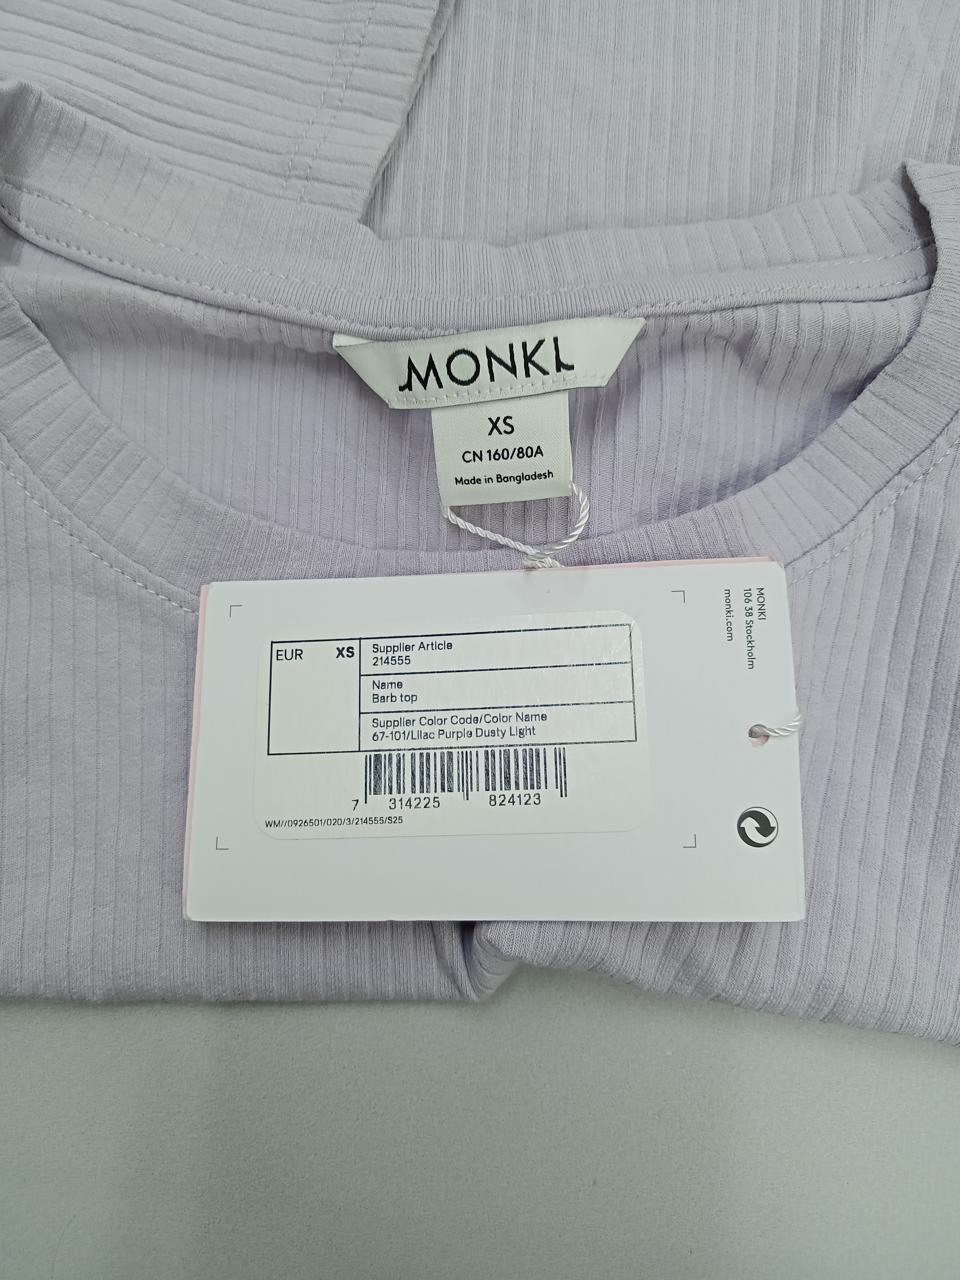 MONKI
XS
CN 160/80A
Made in Bangladesh
MONKI
106 38 Stockholm
monki.com
EUR XS
Supplier Article
214555
Name
Barb top
Supplier Color Code/Color Name
67-101/Lilac Purple Dusty Light
7 314225 824123
WM//0926501/020/3/214555/S25